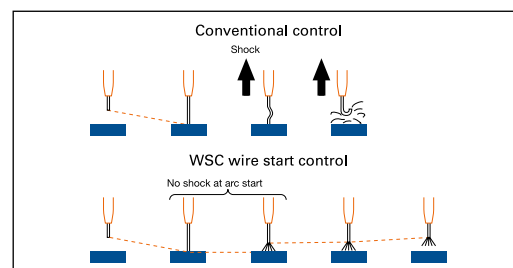 Conventional control
Shock
WSC wire start control
No shock at arc start